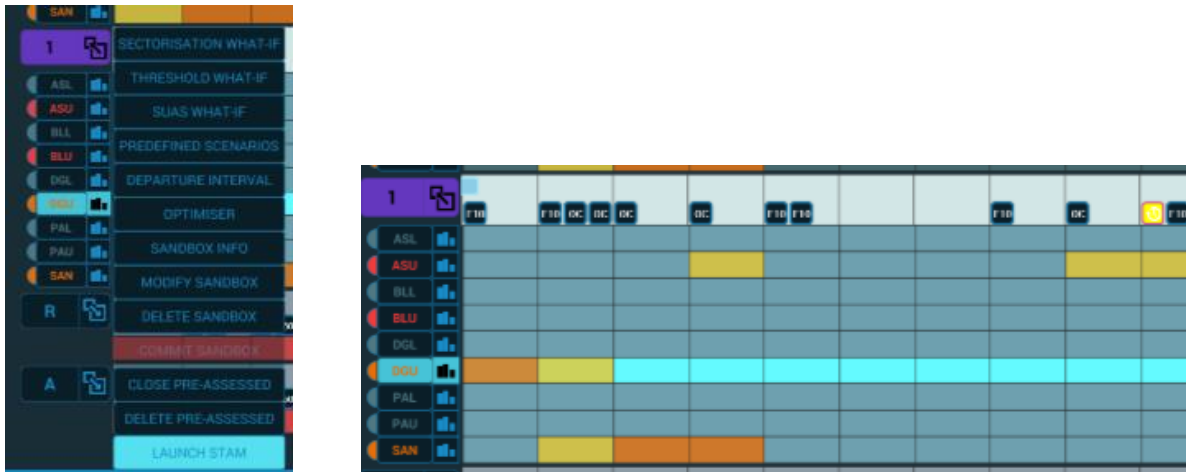 SAN
1
SECTORISATION WHAT-IF
THRESHOLD WHAT-IF
ASL
ASU
SUAS WHAT-IF
BLL
PREDEFINED SCENARIOS
BLU
DGL
DEPARTURE INTERVAL
DGU
OPTIMISER
PAL
PAU
SANDBOX INFO
SAN
MODIFY SANDBOX
R
DELETE SANDBOX
COMMIT SANDBOX
A
CLOSE PRE-ASSESSED
DELETE PRE-ASSESSED
LAUNCH STAM
1
F10 F10 OC OC OC OC F10 F10 F10 OC F10
ASL
ASU
BLL
BLU
DGL
DGU
PAL
PAU
SAN